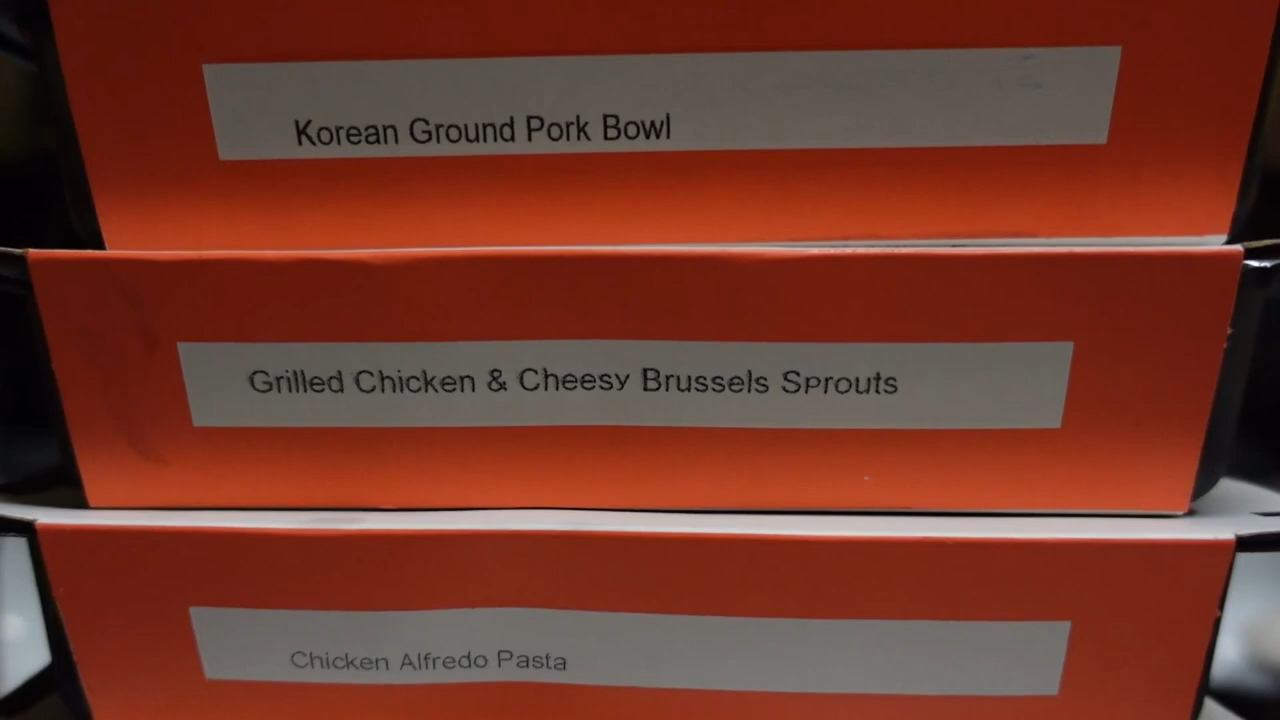 Korean Ground Pork Bowl
Grilled Chicken & Cheesy Brussels Sprouts
Chicken Alfredo Pasta